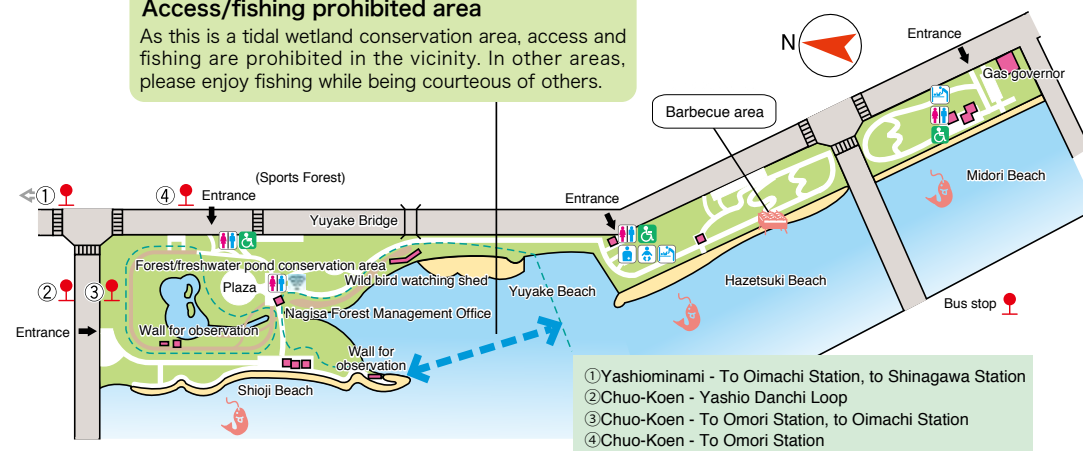 Access/fishing prohibited area
As this is a tidal wetland conservation area, access and
fishing are prohibited in the vicinity. In other areas,
please enjoy fishing while being courteous of others.
N
Entrance
Gas governor
Barbecue area
Midori Beach
(Sports Forest)
①
④
Entrance
Yuyake Bridge
Entrance
Forest/freshwater pond conservation area
Wild bird watching shed
Plaza
②
③
Yuyake Beach
Hazetsuki Beach
Nagisa Forest Management Office
Bus stop
Entrance
Wall for observation
Wall for
observation
Shioji Beach
①Yashiominami - To Oimachi Station, to Shinagawa Station
②Chuo-Koen - Yashio Danchi Loop
③Chuo-Koen - To Omori Station, to Oimachi Station
④Chuo-Koen - To Omori Station